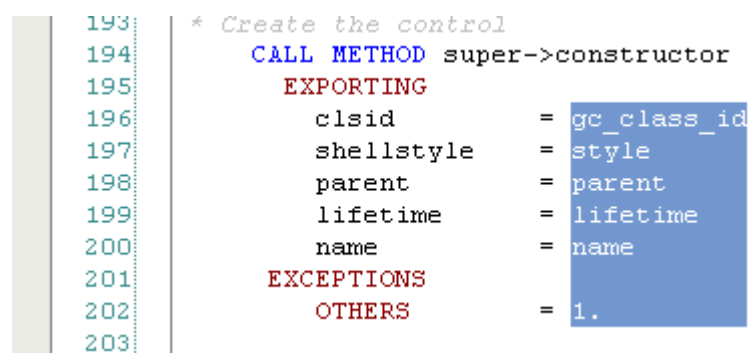 193 * Create the control
194 CALL METHOD super->constructor
195 EXPORTING
196 clsid = gc_class_id
197 shellstyle = style
198 parent = parent
199 lifetime = lifetime
200 name = name
201 EXCEPTIONS
202 OTHERS = 1.
203